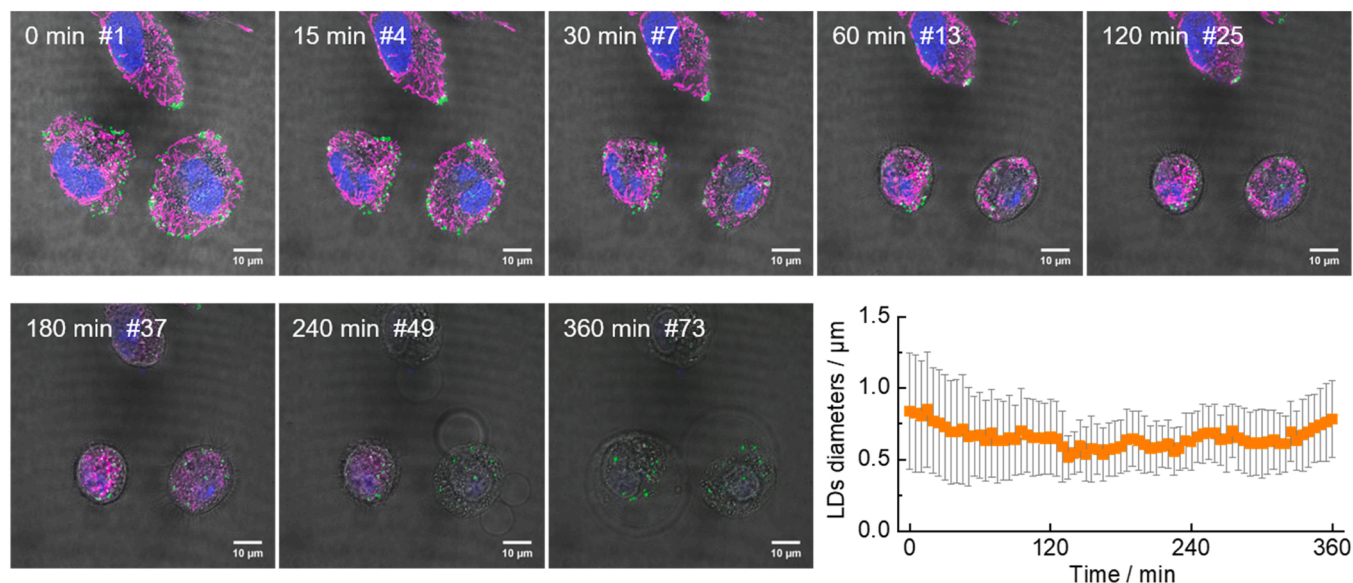 0 min #1
15 min #4
30 min #7
60 min #13
120 min #25
10 µm
10 µm
10 µm
10 µm
10 µm
180 min #37
240 min #49
360 min #73
10 µm
10 µm
10 µm
LDs diameters / µm
1.5
1.0
0.5
0.0
0
120
240
360
Time / min